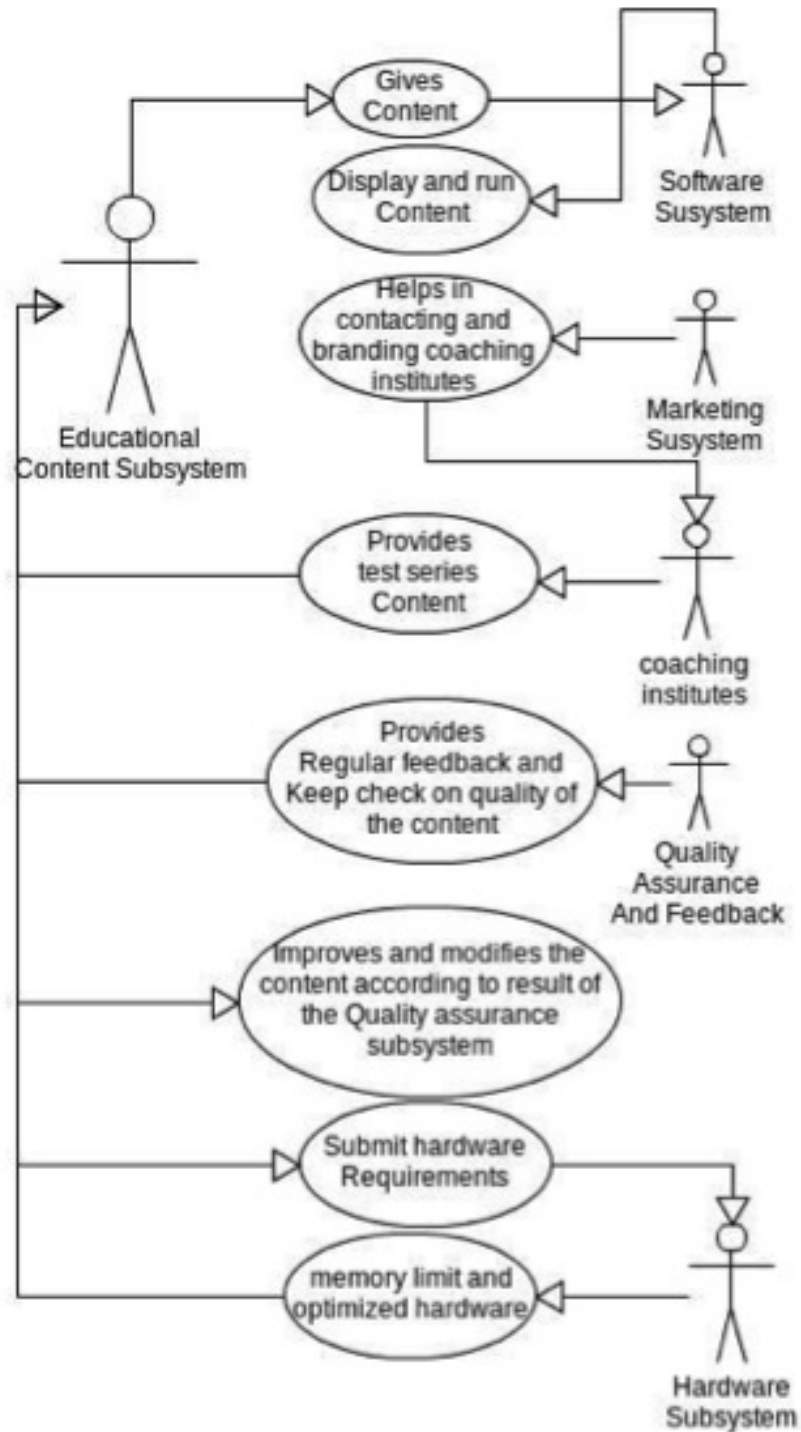 Gives
Content
Display and run
Content
Software
Susystem
Helps in
contacting and
branding coaching
institutes
Marketing
Susystem
Educational
Content Subsystem
Provides
test series
Content
coaching
institutes
Provides
Regular feedback and
Keep check on quality of
the content
Quality
Assurance
And Feedback
Improves and modifies the
content according to result of
the Quality assurance
subsystem
Submit hardware
Requirements
memory limit and
optimized hardware
Hardware
Subsystem